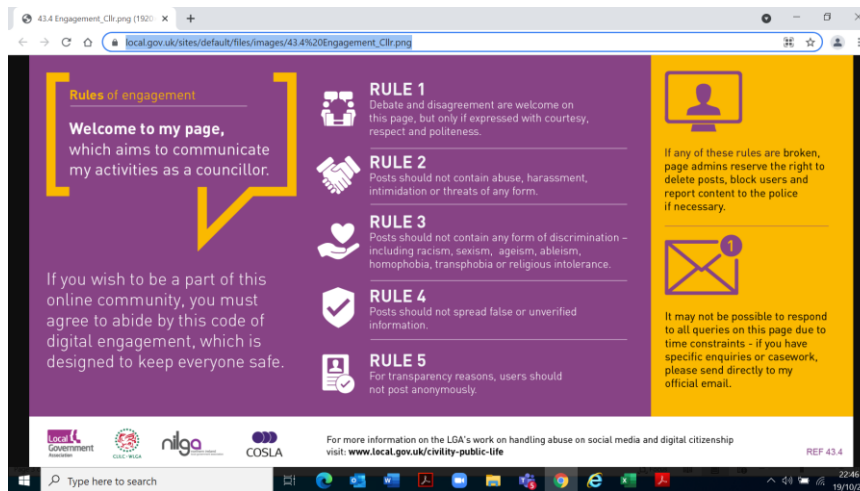 43.4 Engagement_Cllr.png (1920
local.gov.uk/sites/default/files/images/43.4%20Engagement_Cllr.png
Rules of engagement
Welcome to my page,
which aims to communicate
my activities as a councillor.
If you wish to be a part of this
online community, you must
agree to abide by this code of
digital engagement, which is
designed to keep everyone safe.
RULE 1
Debate and disagreement are welcome on
this page, but only if expressed with courtesy,
respect and politeness.
RULE 2
Posts should not contain abuse, harassment,
intimidation or threats of any form.
RULE 3
Posts should not contain any form of discrimination –
including racism, sexism, ageism, ableism,
homophobia, transphobia or religious intolerance.
RULE 4
Posts should not spread false or unverified
information.
RULE 5
For transparency reasons, users should
not post anonymously.
If any of these rules are broken,
page admins reserve the right to
delete posts, block users and
report content to the police
if necessary.
1
It may not be possible to respond
to all queries on this page due to
time constraints - if you have
specific enquiries or casework,
please send directly to my
official email.
Local
Government
Association
CLILC • WLGA
nilga
COSLA
For more information on the LGA's work on handling abuse on social media and digital citizenship
visit: www.local.gov.uk/civility-public-life
REF 43.4
Type here to search
22:46
19/10/2